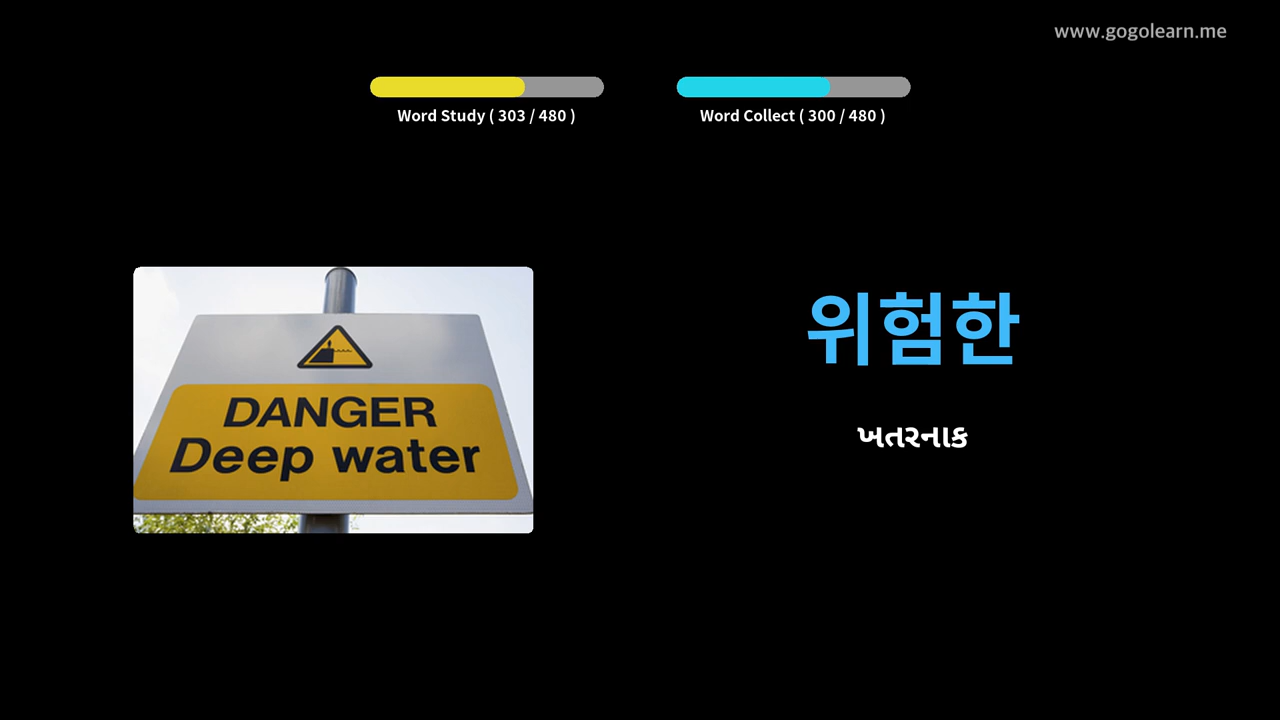 www.gogolearn.me
Word Study ( 303 / 480 )
Word Collect ( 300 / 480 )
DANGER
Deep water
위험한
ખતરનાક